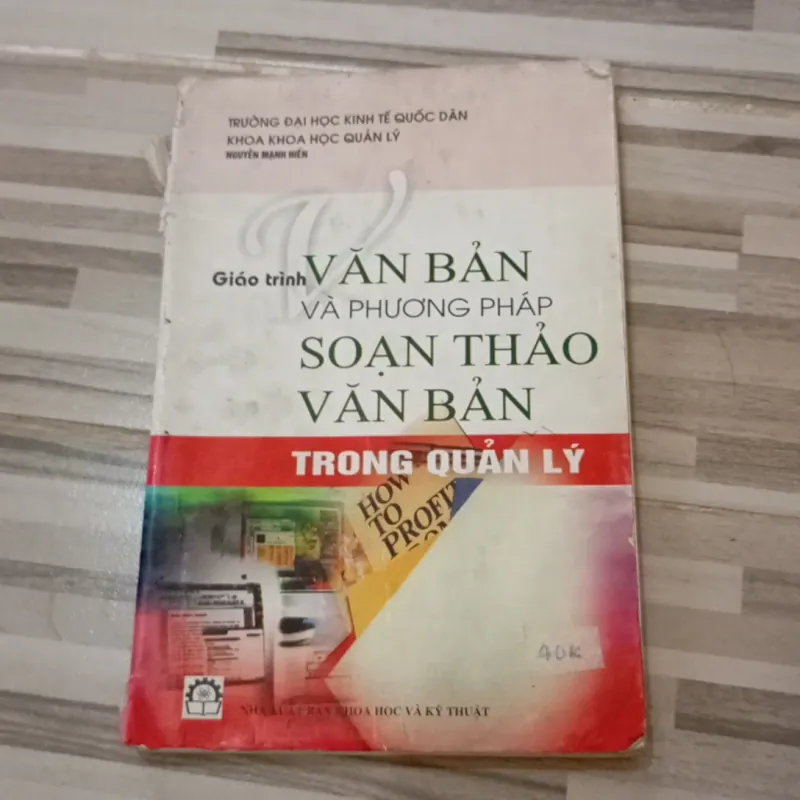 TRƯỜNG ĐẠI HỌC KINH TẾ QUỐC DÂN
KHOA KHOA HỌC QUẢN LÝ
NGUYỄN MẠNH HIỂN
Giáo trình VĂN BẢN
VÀ PHƯƠNG PHÁP
SOẠN THẢO
VĂN BẢN
TRONG QUẢN LÝ
HOW
TO
PROFIT
40K
NHÀ XUẤT BẢN KHOA HỌC VÀ KỸ THUẬT